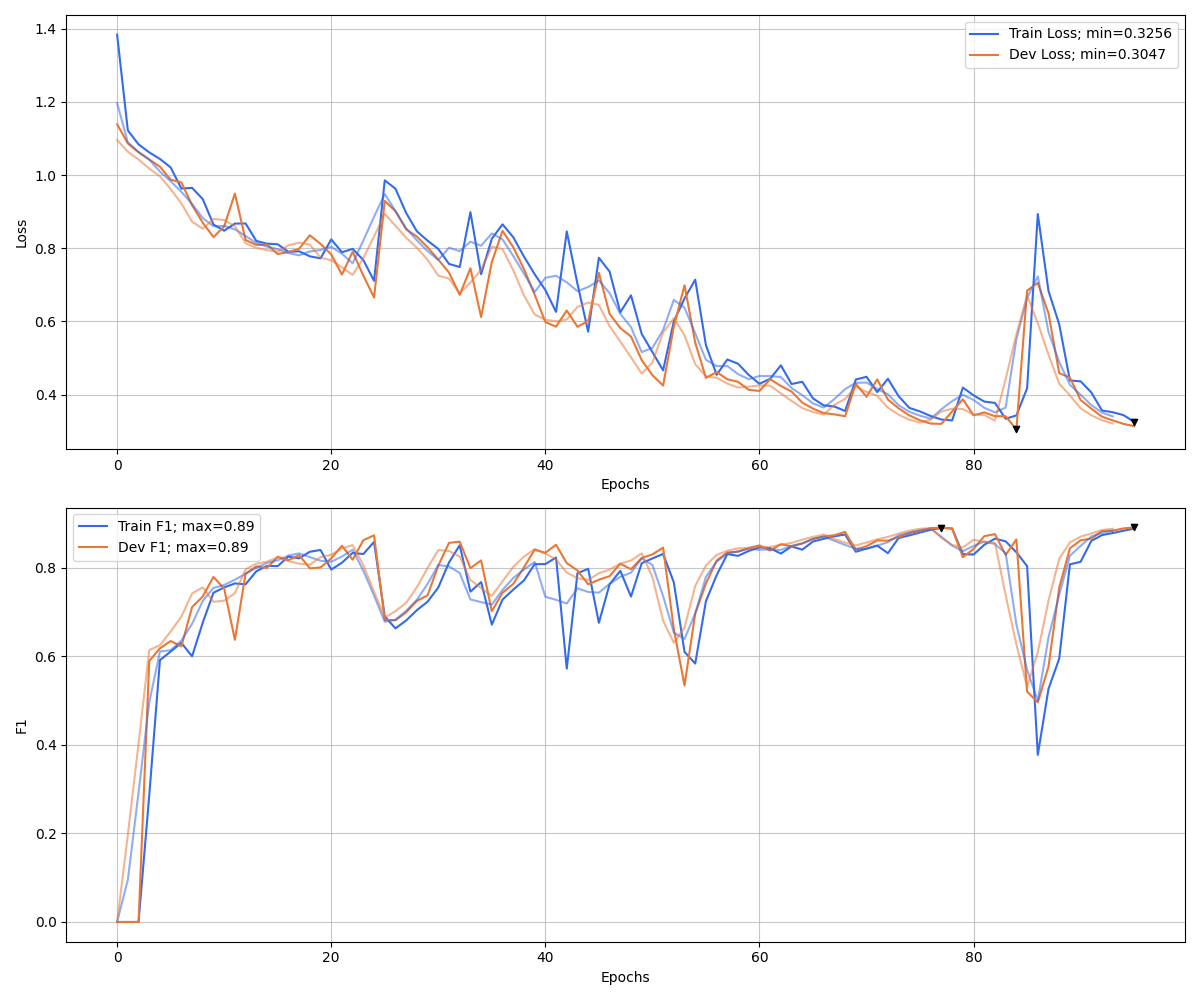 1.4
1.2
1.0
0.8
0.6
0.4
Loss
Train Loss; min=0.3256
Dev Loss; min=0.3047
0
20
40
60
80
Epochs
Train F1; max=0.89
Dev F1; max=0.89
0.8
0.6
0.4
0.2
0.0
F1
0
20
40
60
80
Epochs